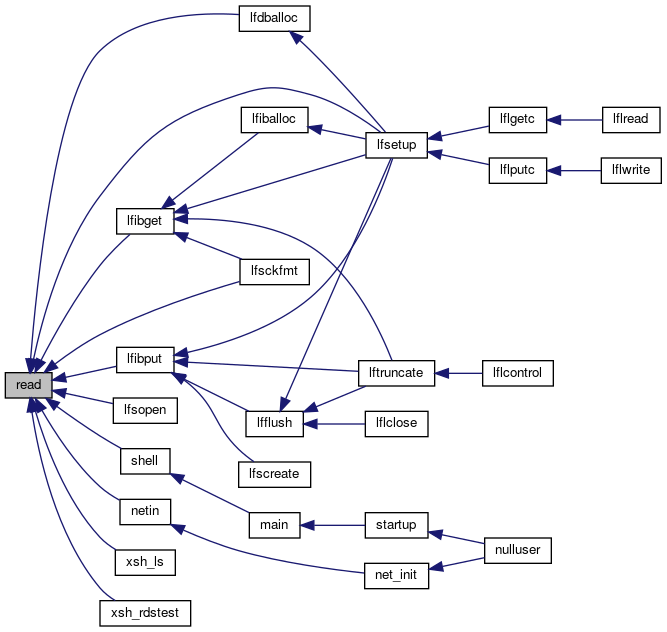 lfdballoc
lfiballoc
lflgetc
lflread
lfsetup
lflputc
lflwrite
lfibget
lfsckfmt
lfibput
lftruncate
lflcontrol
read
lfsopen
lfflush
lflclose
shell
lfscreate
netin
main
startup
nulluser
xsh_ls
net_init
xsh_rdstest